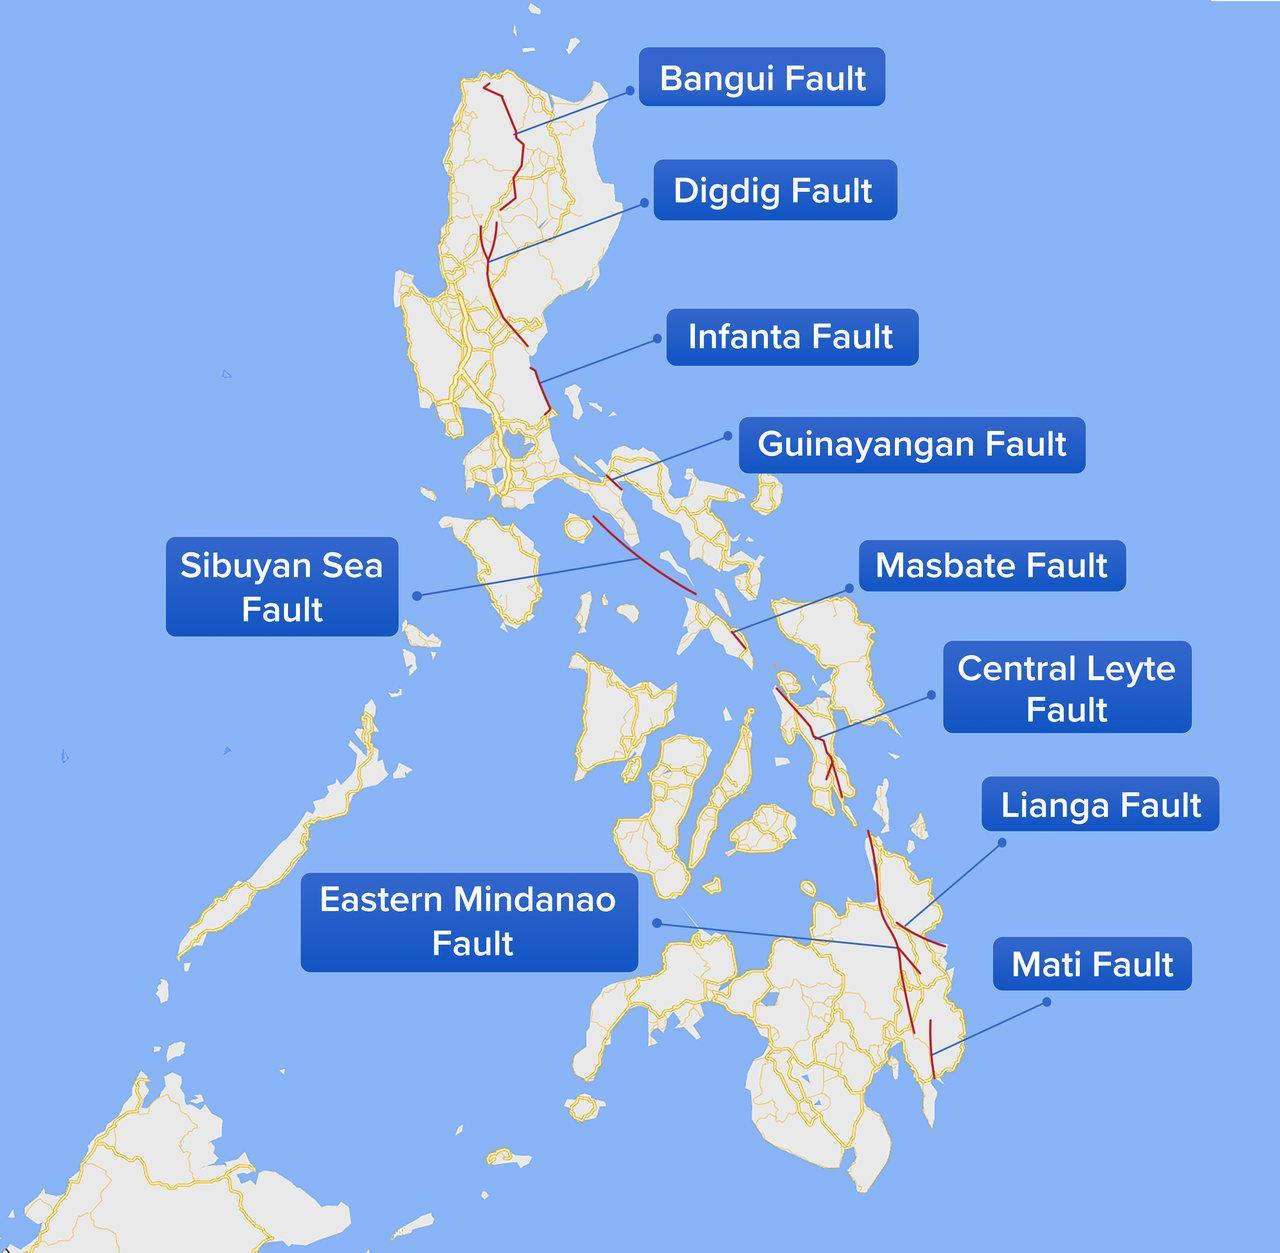 Bangui Fault
Digdig Fault
Infanta Fault
Guinayangan Fault
Sibuyan Sea
Fault
Masbate Fault
Central Leyte
Fault
Lianga Fault
Eastern Mindanao
Fault
Mati Fault